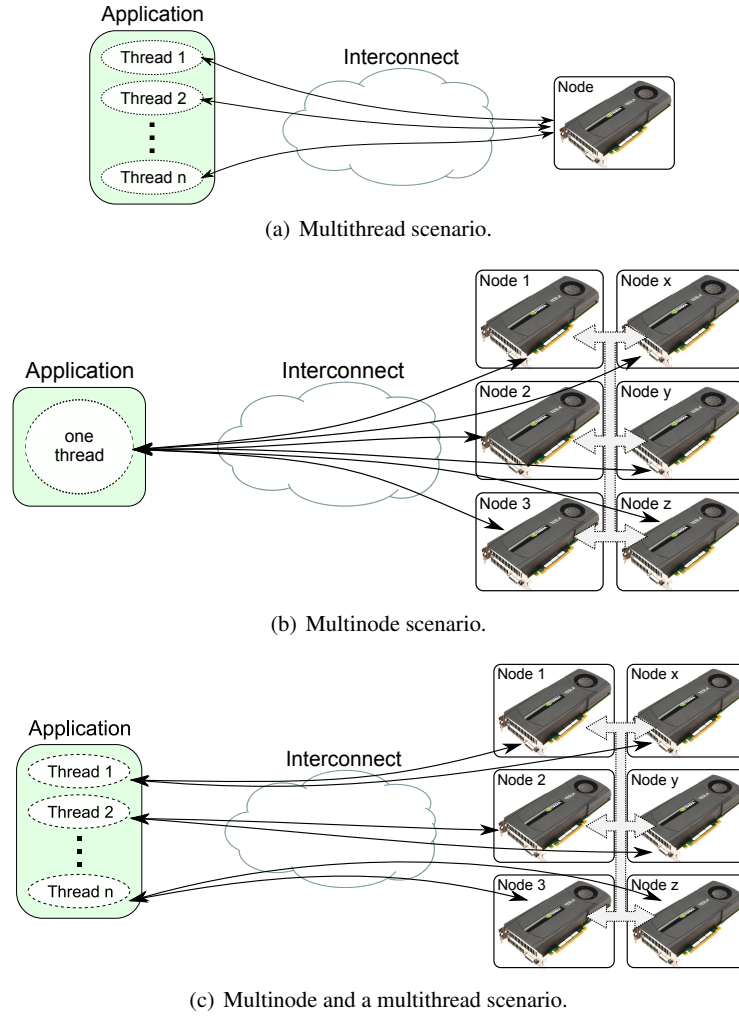 Application
Thread 1
Thread 2
Thread n
Interconnect
Node
(a) Multithread scenario.
Application
one
thread
Interconnect
Node 1
Node x
Node 2
Node y
Node 3
Node z
(b) Multinode scenario.
Application
Thread 1
Thread 2
Thread n
Interconnect
Node 1
Node x
Node 2
Node y
Node 3
Node z
(c) Multinode and a multithread scenario.